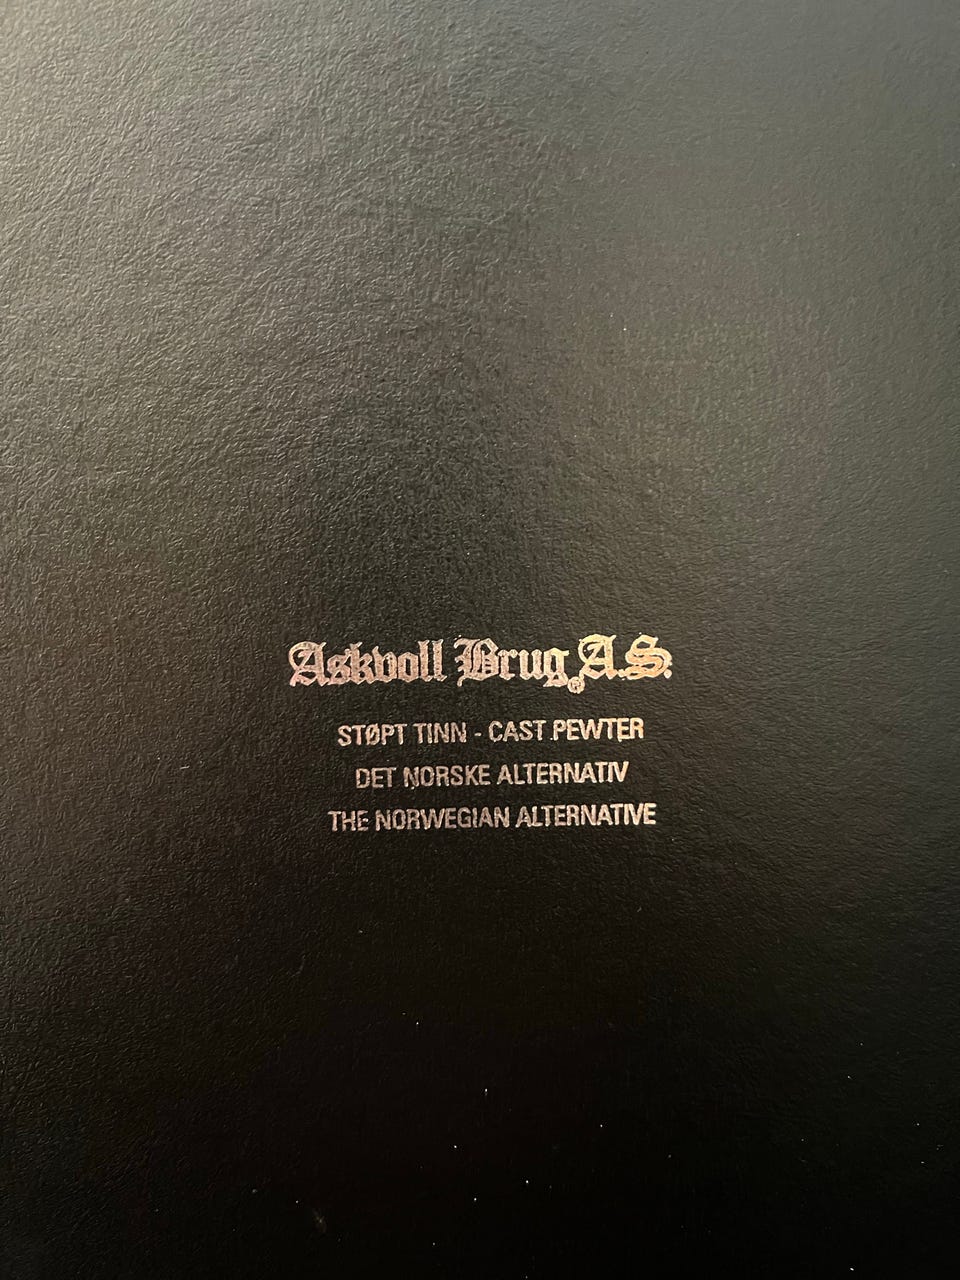 Askvoll Brug® A.S.
STØPT TINN - CAST PEWTER
DET NORSKE ALTERNATIV
THE NORWEGIAN ALTERNATIVE